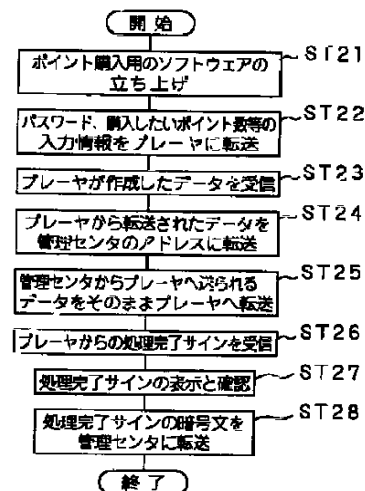 開 始
ポイント購入用のソフトウェアの
立ち上げ
ST21
パスワード、購入したいポイント数等の
入力情報をプレーヤに転送
ST22
プレーヤが作成したデータを受信
ST23
プレーヤから転送されたデータを
管理センタのアドレスに転送
ST24
管理センタからプレーヤへ送られる
データをそのままプレーヤへ転送
ST25
プレーヤからの処理完了サインを受信
ST26
処理完了サインの表示と確認
ST27
処理完了サインの暗号文を
管理センタに転送
ST28
終 了